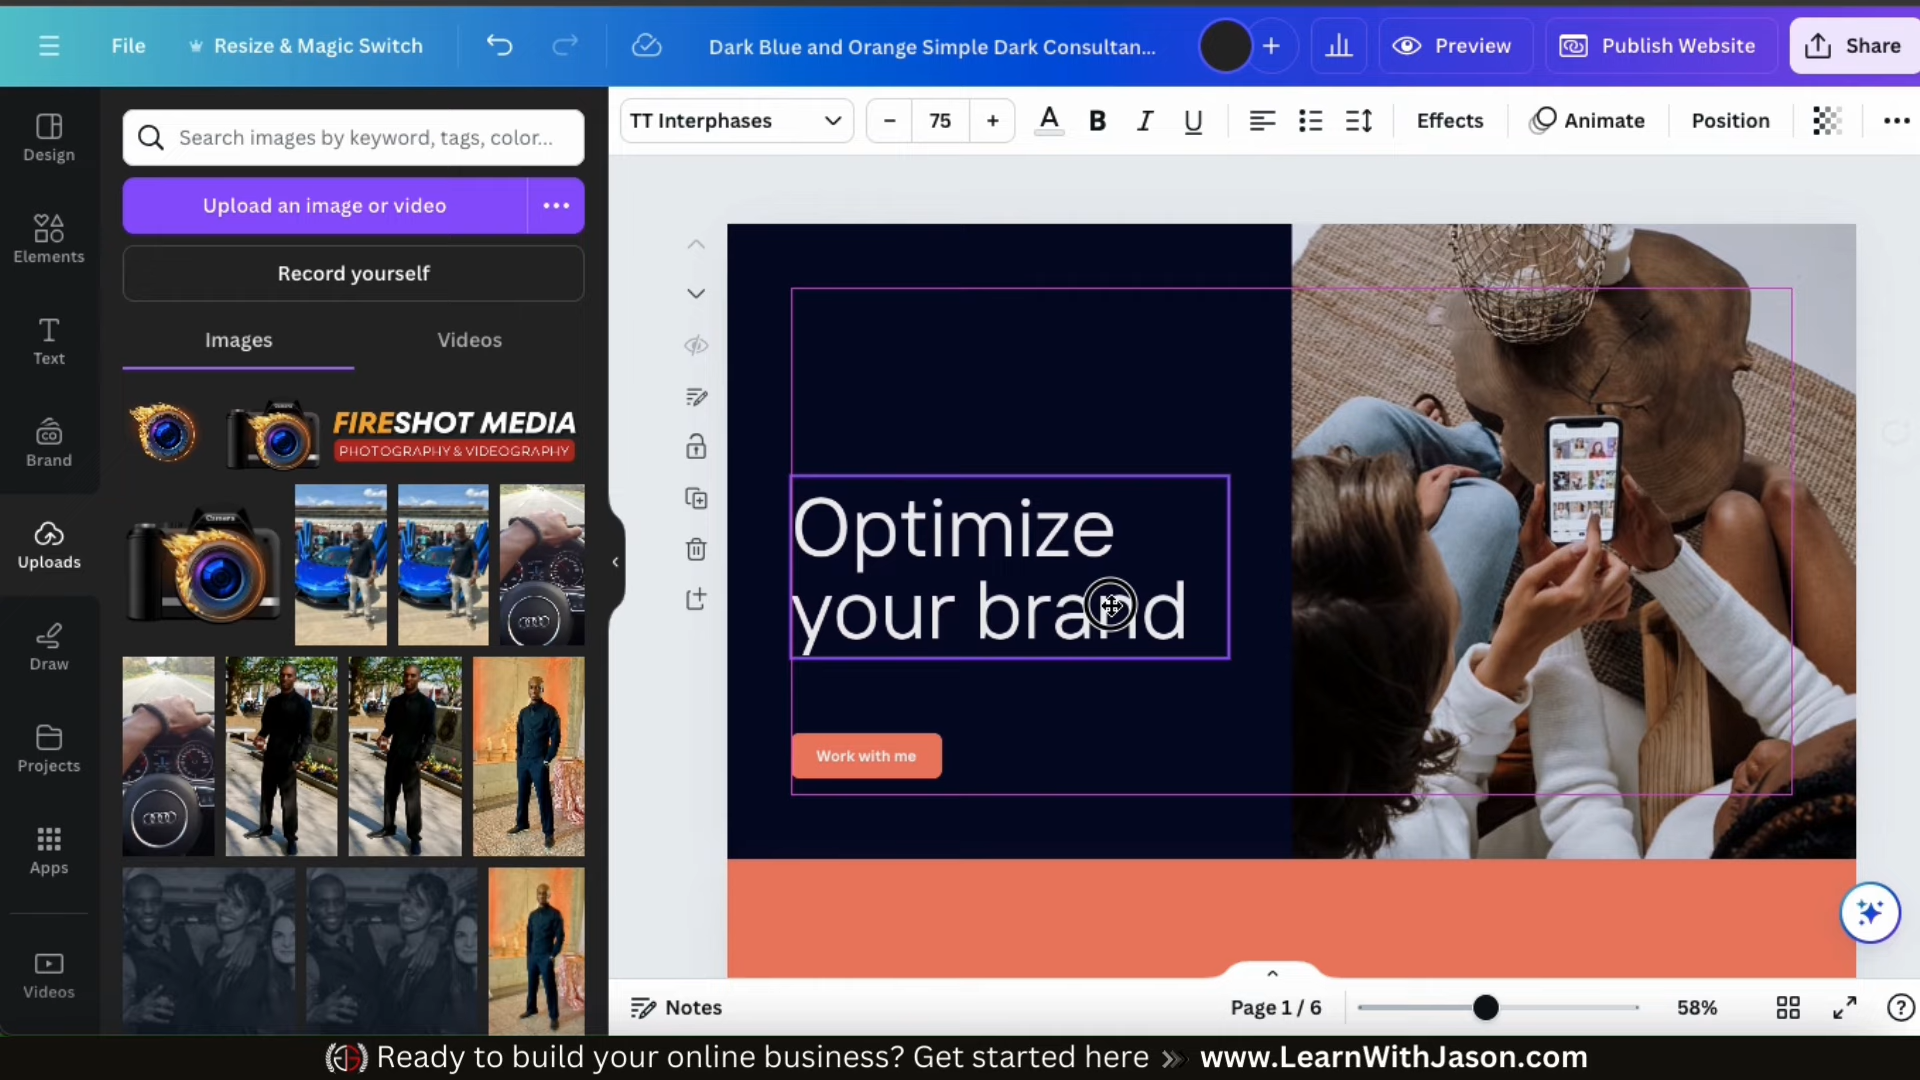 File
Resize & Magic Switch
Dark Blue and Orange Simple Dark Consultan...
Preview
Publish Website
Share
Design
Elements
Text
Brand
Uploads
Draw
Projects
Apps
Videos
Search images by keyword, tags, color...
Upload an image or video
Record yourself
Images
Videos
FIRESHOT MEDIA
PHOTOGRAPHY & VIDEOGRAPHY
Camera
TT Interphases
75
A B I U
Effects
Animate
Position
Optimize
your brand
Work with me
Notes
Page 1 / 6
58%
Ready to build your online business? Get started here www.LearnWithJason.com